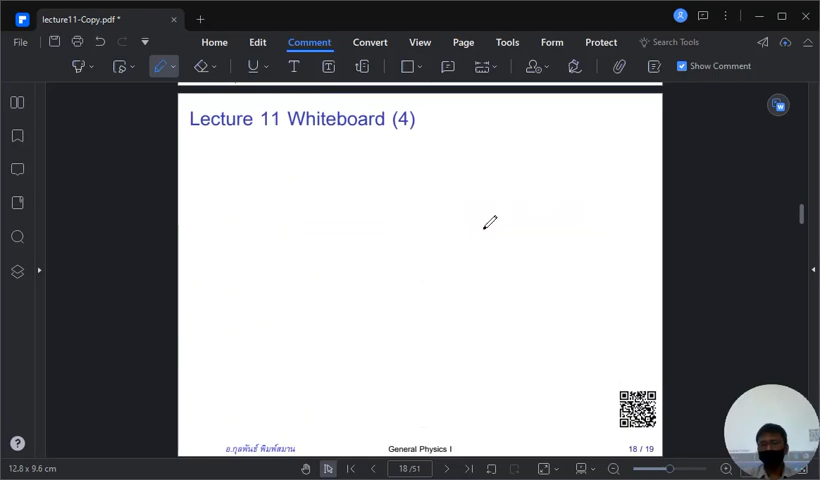 lecture11-Copy.pdf *
File
Home
Edit
Comment
Convert
View
Page
Tools
Form
Protect
Search Tools
Show Comment
Lecture 11 Whiteboard (4)
อ.กุลพันธ์ พิมพ์สมาน
General Physics I
18 / 19
12.8 x 9.6 cm
18 /51